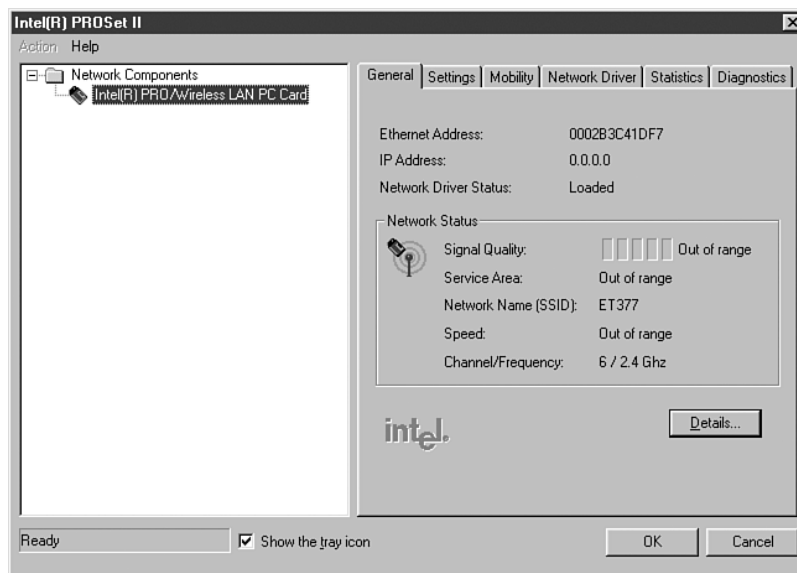 Intel(R) PROSet II
Action Help
Network Components
Intel(R) PRO/Wireless LAN PC Card
General Settings Mobility Network Driver Statistics Diagnostics
Ethernet Address: 0002B3C41DF7
IP Address: 0.0.0.0
Network Driver Status: Loaded
Network Status
Signal Quality: Out of range
Service Area: Out of range
Network Name (SSID): ET377
Speed: Out of range
Channel/Frequency: 6 / 2.4 Ghz
intel.
Details...
Ready
Show the tray icon
OK Cancel